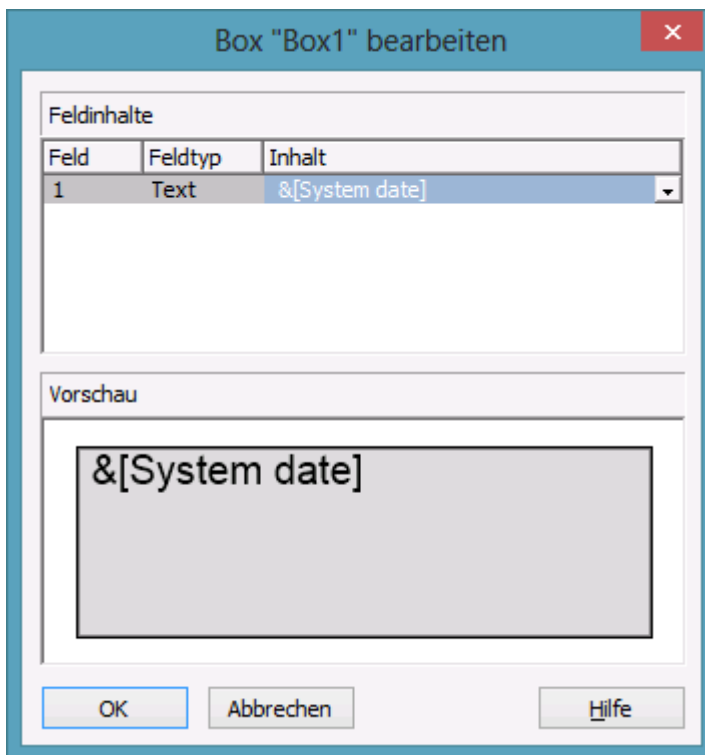 Box "Box1" bearbeiten
Feldinhalte
Feld Feldtyp Inhalt
1 Text &[System date]
Vorschau
&[System date]
OK Abbrechen Hilfe